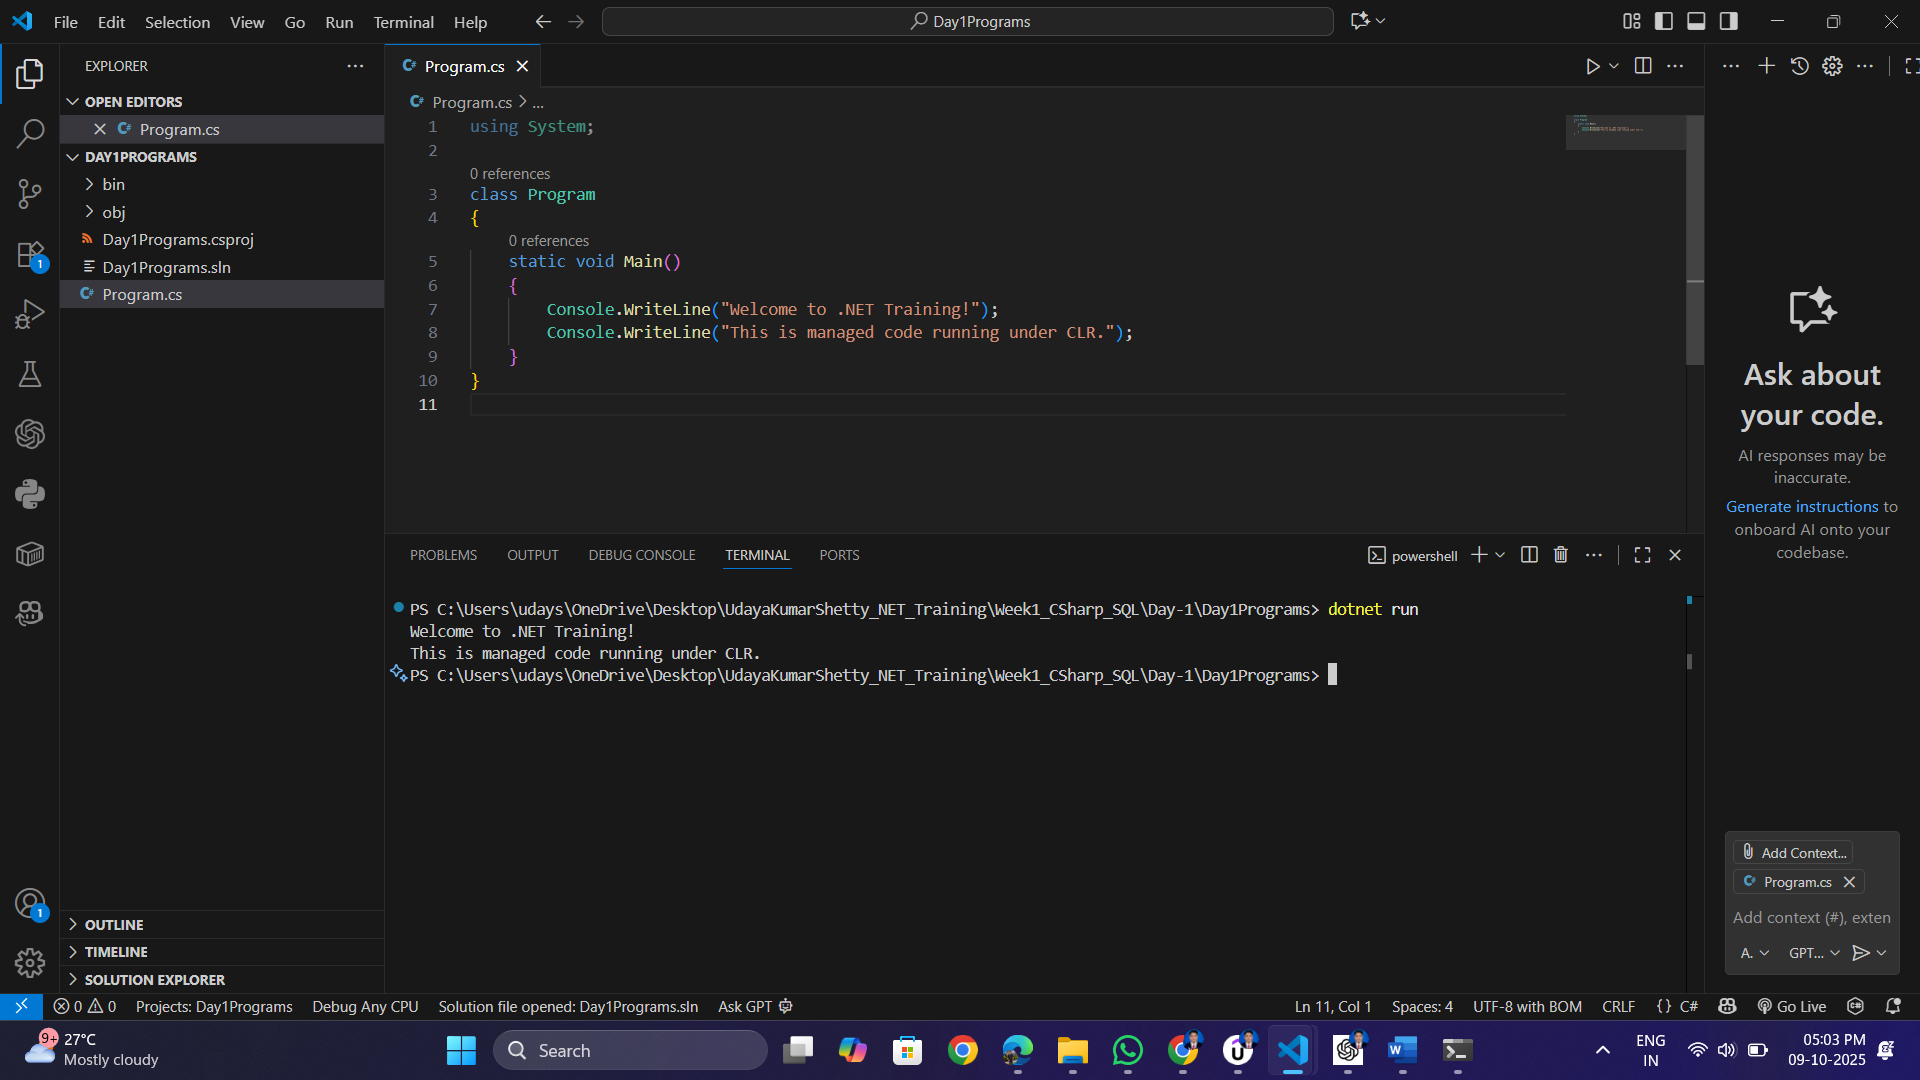 File Edit Selection View Go Run Terminal Help
Day1Programs
EXPLORER
OPEN EDITORS
Program.cs
DAY1PROGRAMS
bin
obj
Day1Programs.csproj
Day1Programs.sln
Program.cs
OUTLINE
TIMELINE
SOLUTION EXPLORER
1
1
Program.cs
Program.cs > ...
1 using System;
2
0 references
3 class Program
4 {
0 references
5 static void Main()
6 {
7 Console.WriteLine("Welcome to .NET Training!");
8 Console.WriteLine("This is managed code running under CLR.");
9 }
10 }
11
PROBLEMS OUTPUT DEBUG CONSOLE TERMINAL PORTS
powershell
PS C:\Users\udays\OneDrive\Desktop\UdayaKumarShetty_NET_Training\Week1_CSharp_SQL\Day-1\Day1Programs> dotnet run
Welcome to .NET Training!
This is managed code running under CLR.
PS C:\Users\udays\OneDrive\Desktop\UdayaKumarShetty_NET_Training\Week1_CSharp_SQL\Day-1\Day1Programs>
Ask about
your code.
AI responses may be
inaccurate.
Generate instructions to
onboard AI onto your
codebase.
Add Context...
Program.cs
Add context (#), exten
A. GPT...
0 0 Projects: Day1Programs Debug Any CPU Solution file opened: Day1Programs.sln Ask GPT
Ln 11, Col 1 Spaces: 4 UTF-8 with BOM CRLF {} C# Go Live
9+
27°C
Mostly cloudy
Search
ENG
IN
05:03 PM
09-10-2025